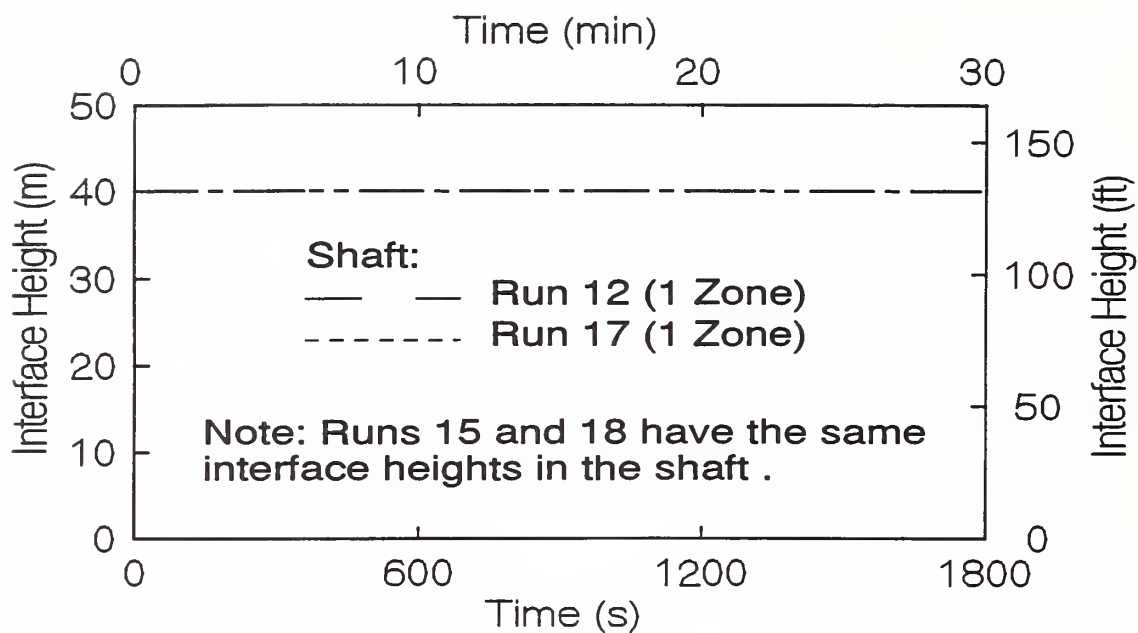 Time (min)
0 10 20 30
50
40
30
20
10
0
Interface Height (m)
150
100
50
0
Interface Height (ft)
Shaft:
Run 12 (1 Zone)
Run 17 (1 Zone)
Note: Runs 15 and 18 have the same
interface heights in the shaft .
0 600 1200 1800
Time (s)